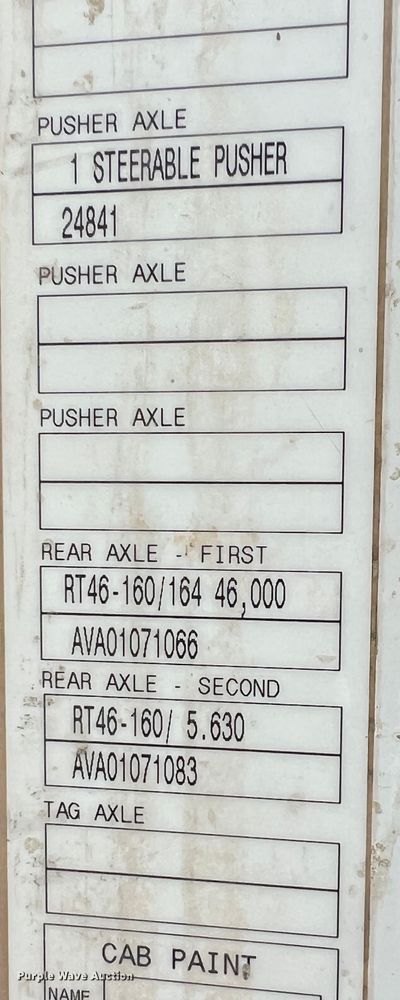 PUSHER AXLE
1 STEERABLE PUSHER
24841
PUSHER AXLE
PUSHER AXLE
REAR AXLE - FIRST
RT46-160/164 46,000
AVA01071066
REAR AXLE - SECOND
RT46-160/ 5.630
AVA01071083
TAG AXLE
CAB PAINT
NAME
Purple Wave Auction